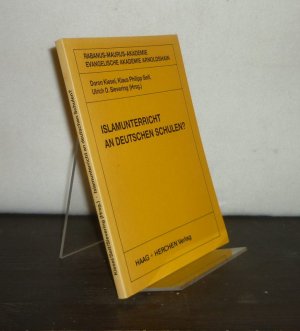 RABANUS-MAURUS-AKADEMIE
EVANGELISCHE AKADEMIE ARNOLDSHAIN
Doron Kiesel, Klaus Philipp Seif,
Ulrich O. Sievering (Hrsg.)
ISLAMUNTERRICHT
AN DEUTSCHEN SCHULEN?
HAAG + HERCHEN Verlag